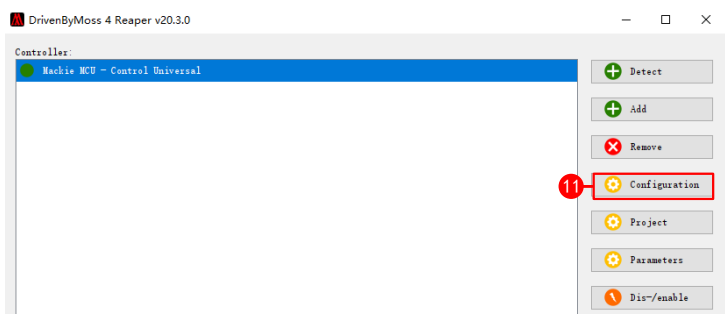 DrivenByMoss 4 Reaper v20.3.0
Controller:
Mackie MCU - Control Universal
Detect
Add
Remove
11
Configuration
Project
Parameters
Dis-/enable